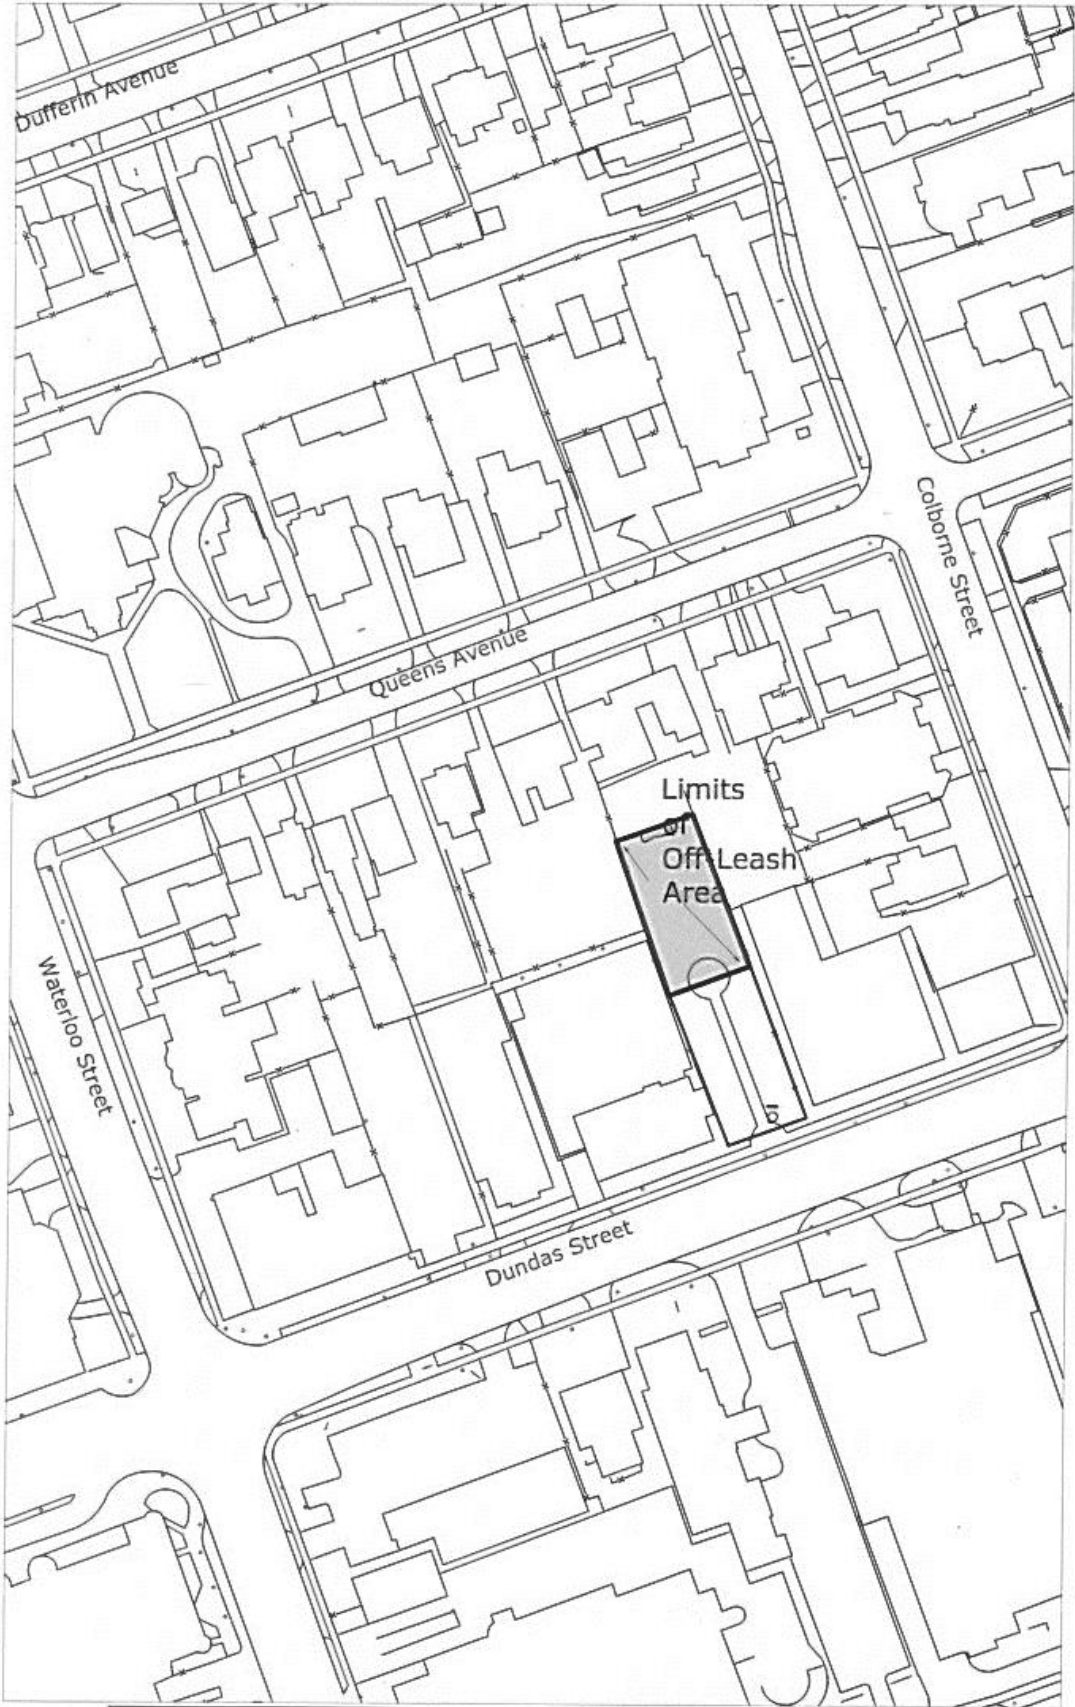 Dufferin Avenue
Colborne Street
Queens Avenue
Limits
of
Off-Leash
Area
Waterloo Street
Dundas Street